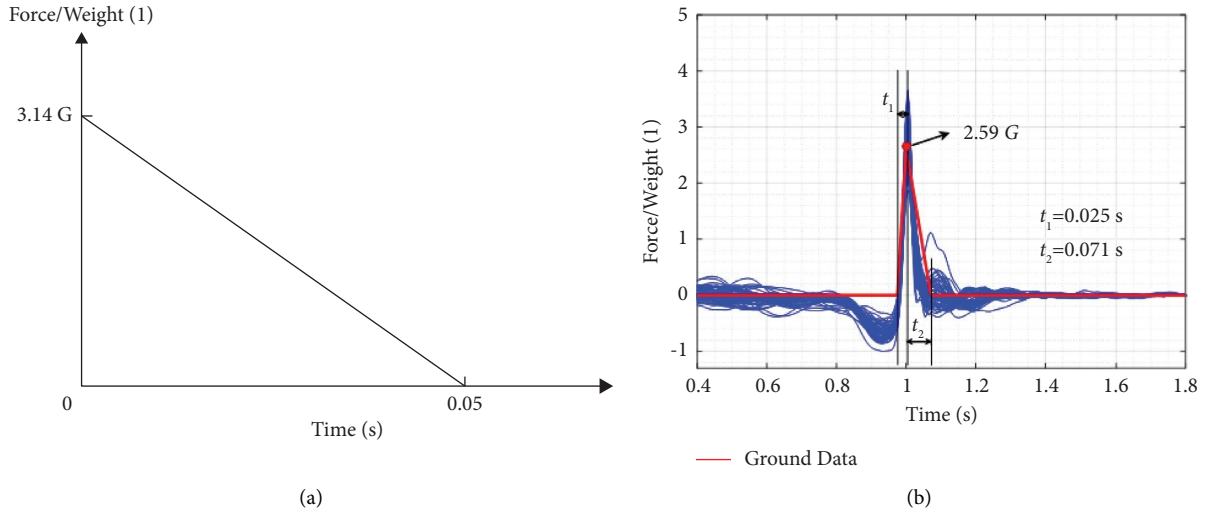 Force/Weight (1)
3.14 G
0
0.05
Time (s)
(a)
5
4
3
2
1
0
-1
Force/Weight (1)
t1
2.59 G
t1=0.025 s
t2=0.071 s
t2
0.4 0.6 0.8 1 1.2 1.4 1.6 1.8
Time (s)
Ground Data
(b)